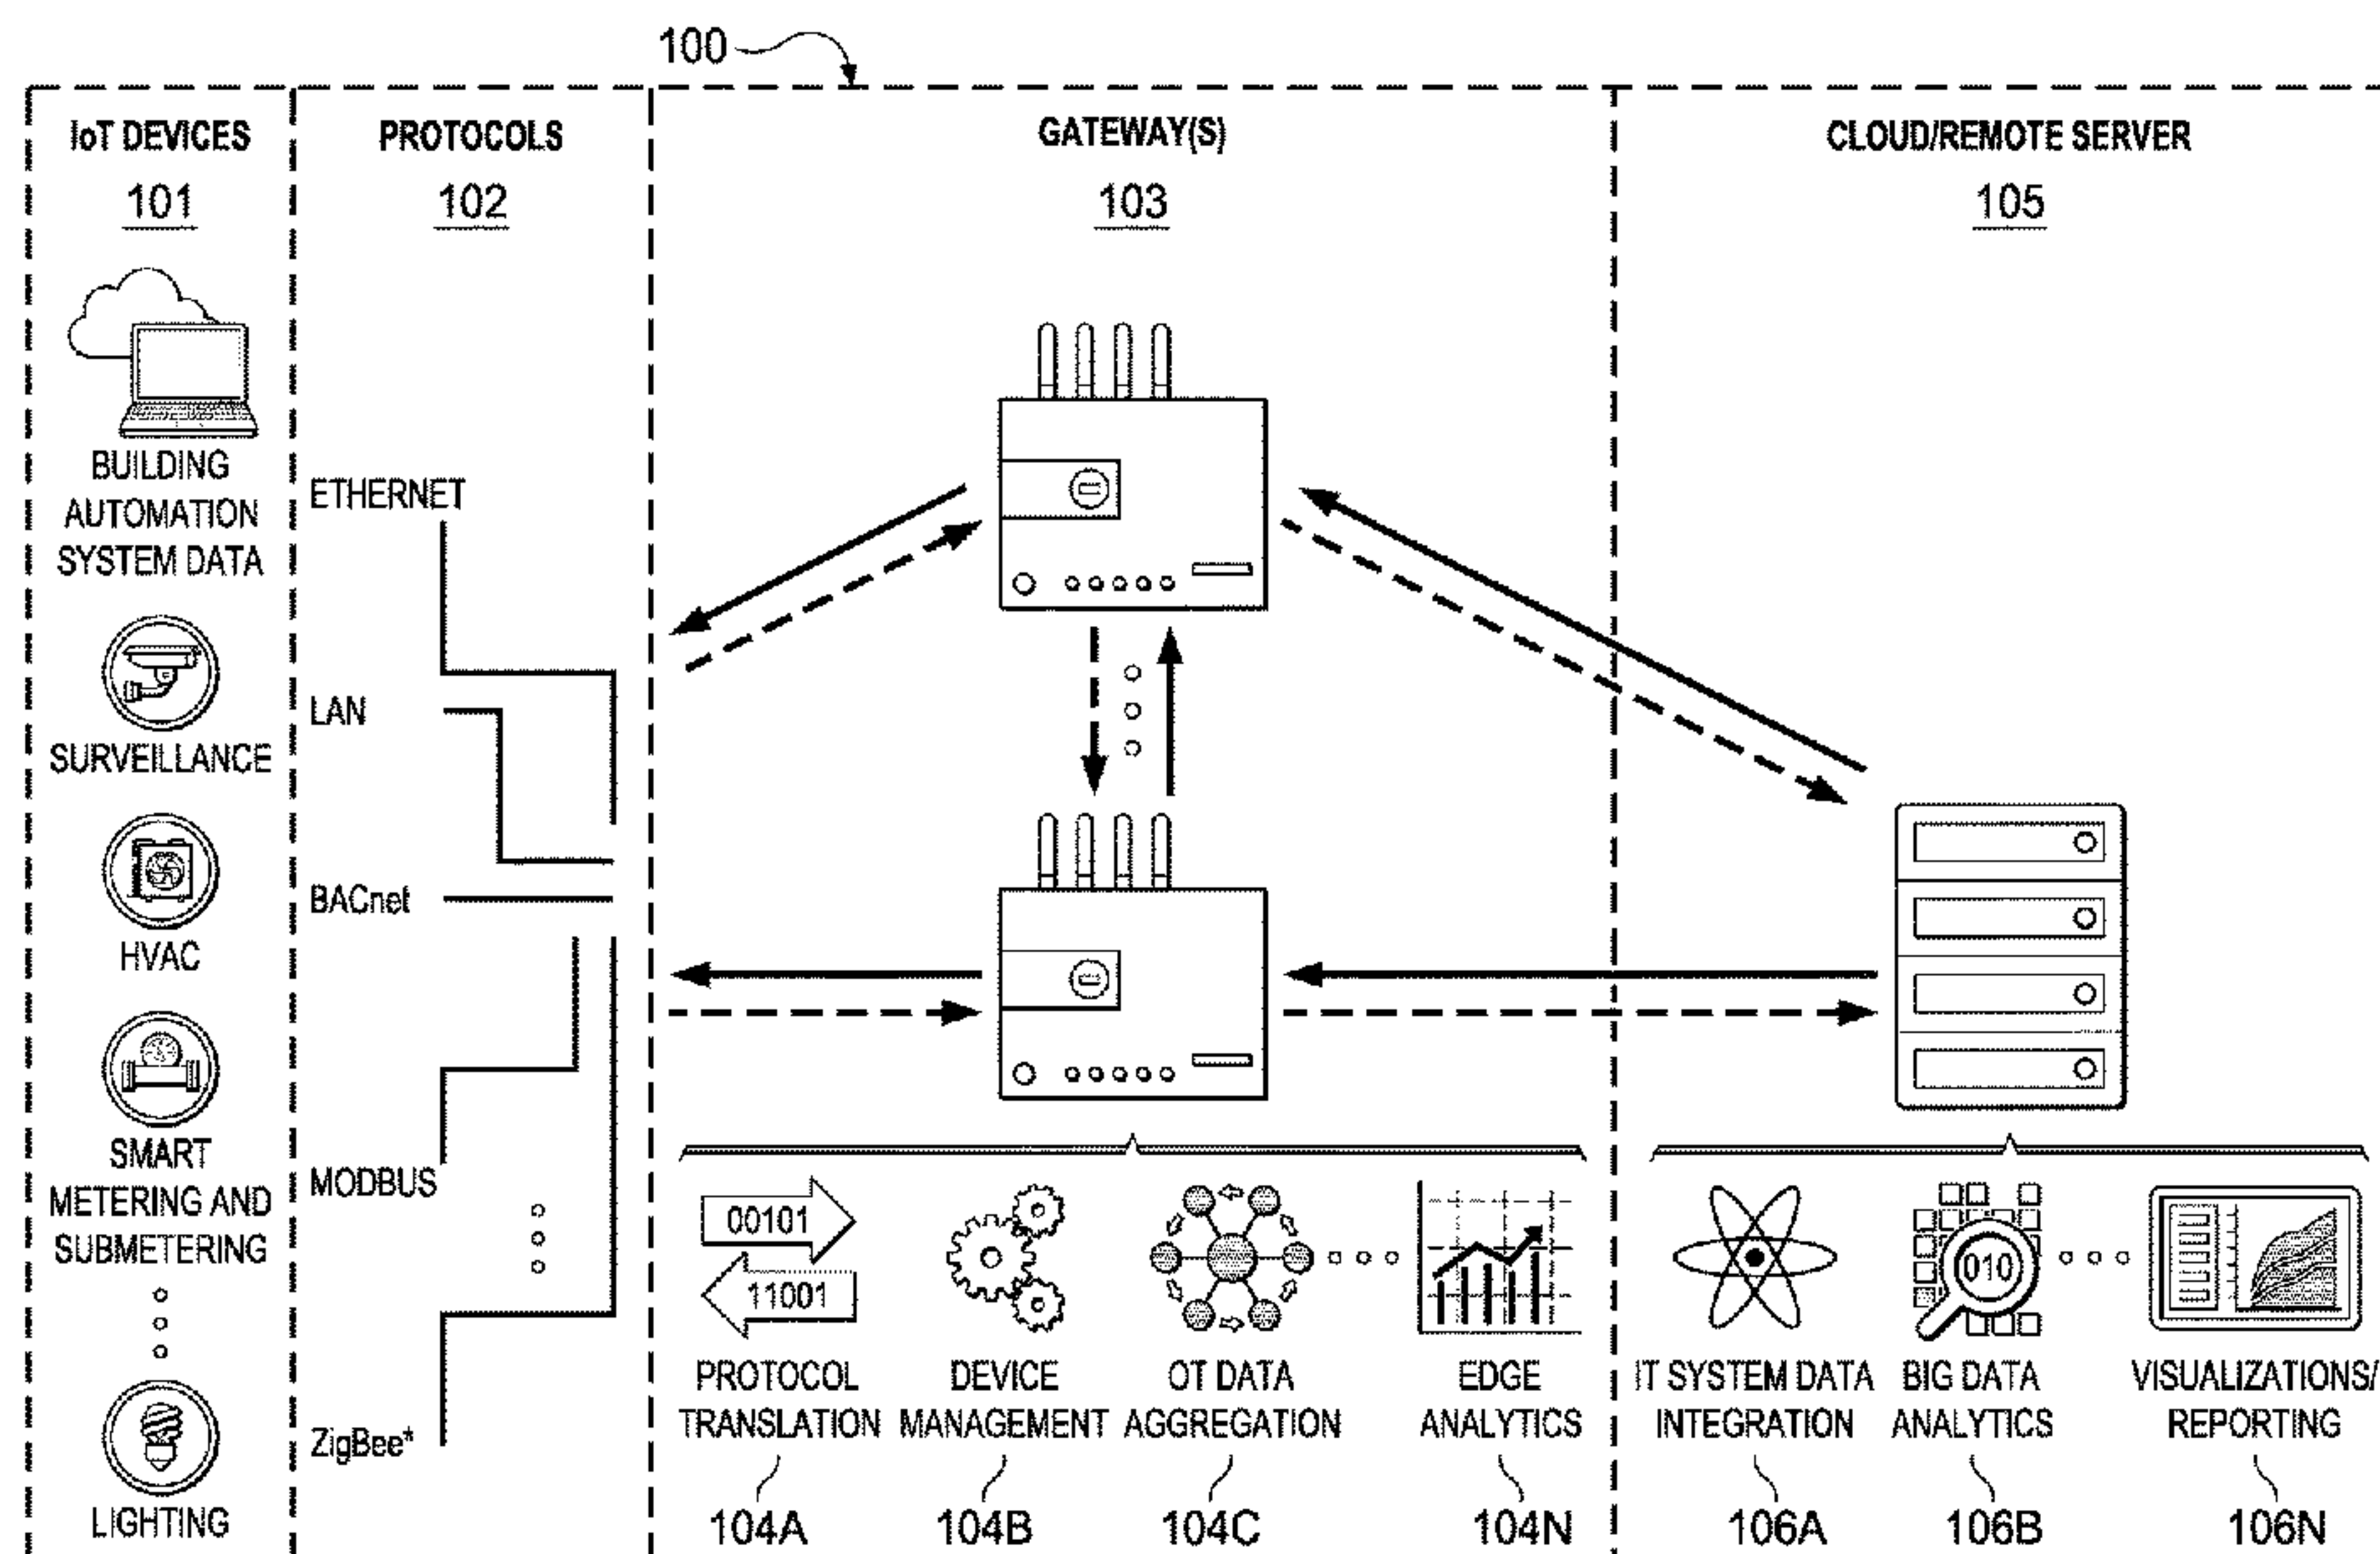 100
IoT DEVICES
101
BUILDING
AUTOMATION
SYSTEM DATA
SURVEILLANCE
HVAC
SMART
METERING AND
SUBMETERING
LIGHTING
PROTOCOLS
102
ETHERNET
LAN
BACnet
MODBUS
ZigBee*
GATEWAY(S)
103
00101
11001
PROTOCOL
TRANSLATION
104A
DEVICE
MANAGEMENT
104B
OT DATA
AGGREGATION
104C
EDGE
ANALYTICS
104N
CLOUD/REMOTE SERVER
105
IT SYSTEM DATA
INTEGRATION
106A
010
BIG DATA
ANALYTICS
106B
VISUALIZATIONS/
REPORTING
106N